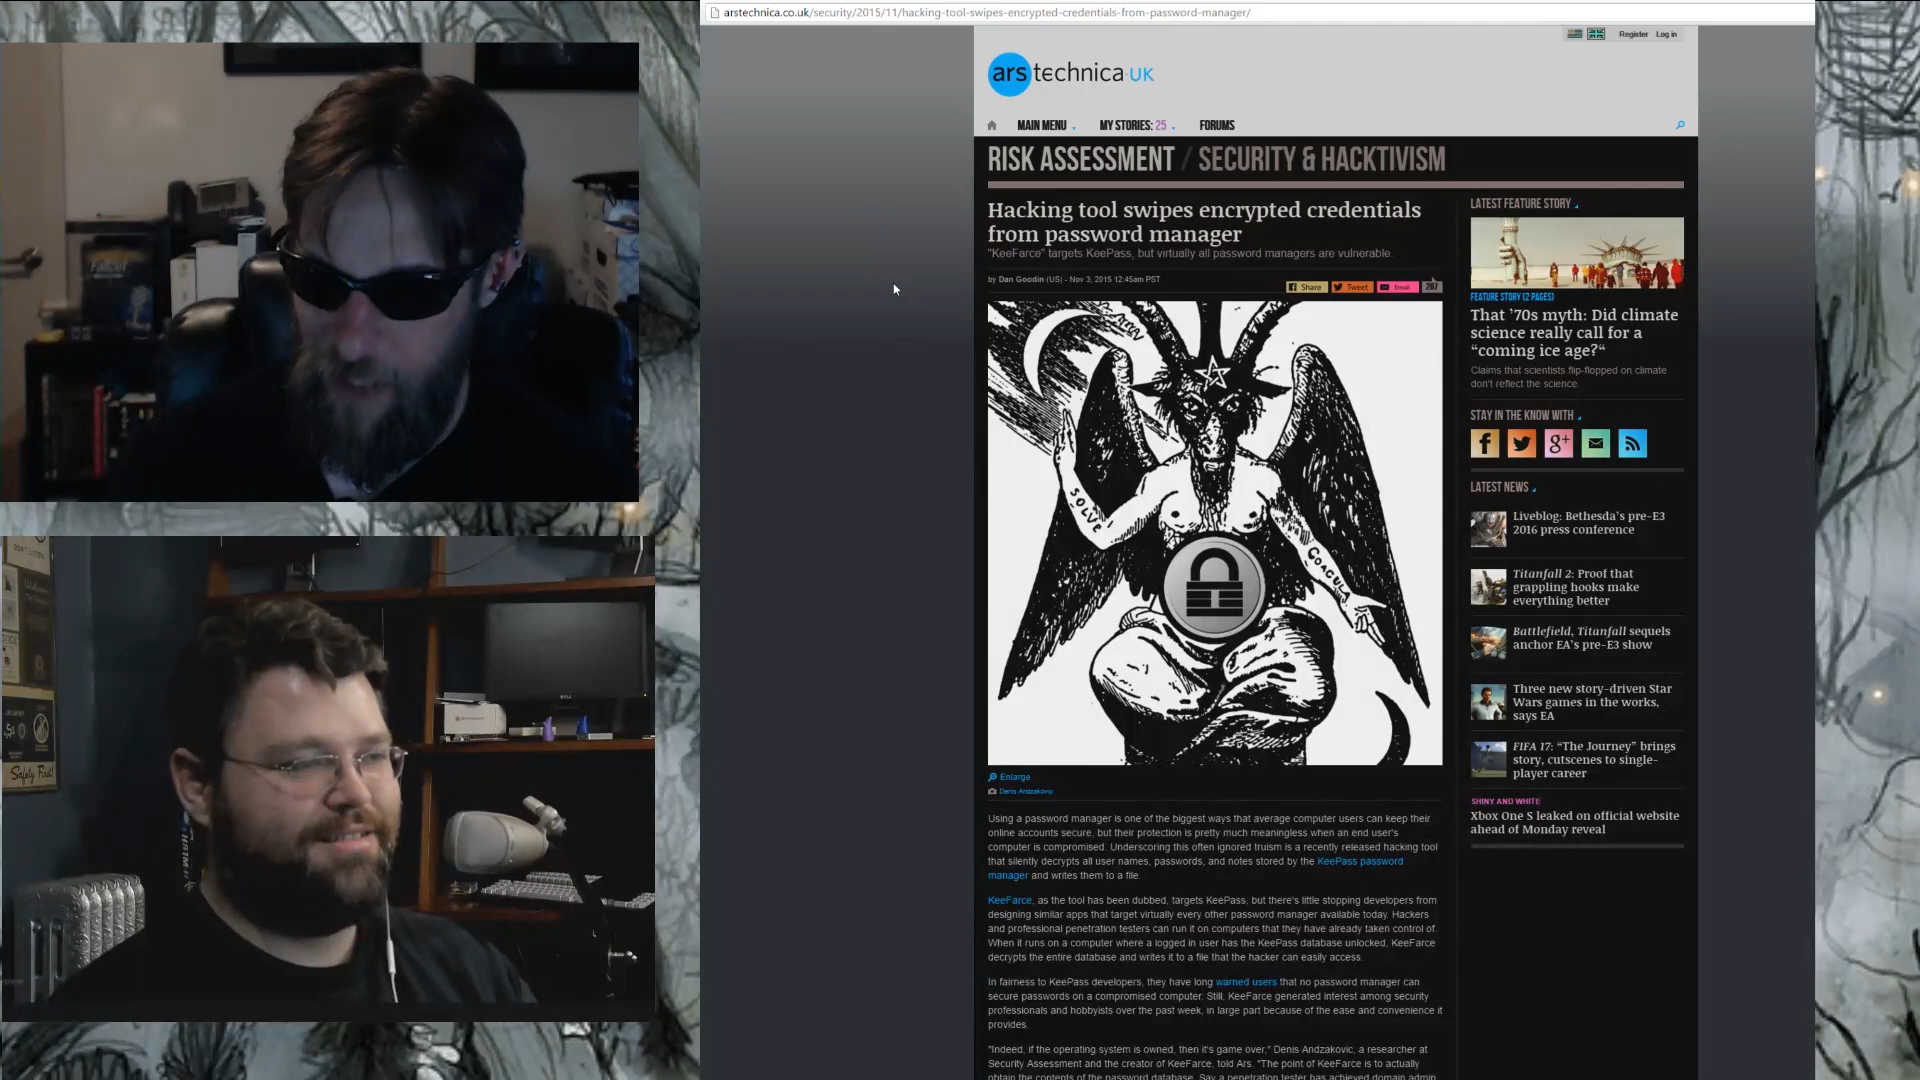 arstechnica.co.uk/security/2015/11/hacking-tool-swipes-encrypted-credentials-from-password-manager/
Register Log in
ars technica UK
MAIN MENU MY STORIES: 25 FORUMS
RISK ASSESSMENT / SECURITY & HACKTIVISM
Hacking tool swipes encrypted credentials
from password manager
"KeeFarce" targets KeePass, but virtually all password managers are vulnerable.
by Dan Goodin (US) - Nov 3, 2015 12:45am PST
Share Tweet Email 207
SOLVE
COAGULA
Enlarge
Denis Andzakovic
Using a password manager is one of the biggest ways that average computer users can keep their
online accounts secure, but their protection is pretty much meaningless when an end user's
computer is compromised. Underscoring this often ignored truism is a recently released hacking tool
that silently decrypts all user names, passwords, and notes stored by the KeePass password
manager and writes them to a file.
KeeFarce, as the tool has been dubbed, targets KeePass, but there's little stopping developers from
designing similar apps that target virtually every other password manager available today. Hackers
and professional penetration testers can run it on computers that they have already taken control of.
When it runs on a computer where a logged in user has the KeePass database unlocked, KeeFarce
decrypts the entire database and writes it to a file that the hacker can easily access.
In fairness to KeePass developers, they have long warned users that no password manager can
secure passwords on a compromised computer. Still, KeeFarce generated interest among security
professionals and hobbyists over the past week, in large part because of the ease and convenience it
provides.
"Indeed, if the operating system is owned, then it's game over," Denis Andzakovic, a researcher at
Security Assessment and the creator of KeeFarce, told Ars. "The point of KeeFarce is to actually
obtain the contents of the password database. Say a penetration tester has achieved domain admin
LATEST FEATURE STORY
FEATURE STORY (2 PAGES)
That '70s myth: Did climate
science really call for a
“coming ice age?“
Claims that scientists flip-flopped on climate
don't reflect the science.
STAY IN THE KNOW WITH
f g+
LATEST NEWS
Liveblog: Bethesda's pre-E3
2016 press conference
Titanfall 2: Proof that
grappling hooks make
everything better
Battlefield, Titanfall sequels
anchor EA's pre-E3 show
Three new story-driven Star
Wars games in the works,
says EA
FIFA 17: “The Journey” brings
story, cutscenes to single-
player career
SHINY AND WHITE
Xbox One S leaked on official website
ahead of Monday reveal
Safety First!